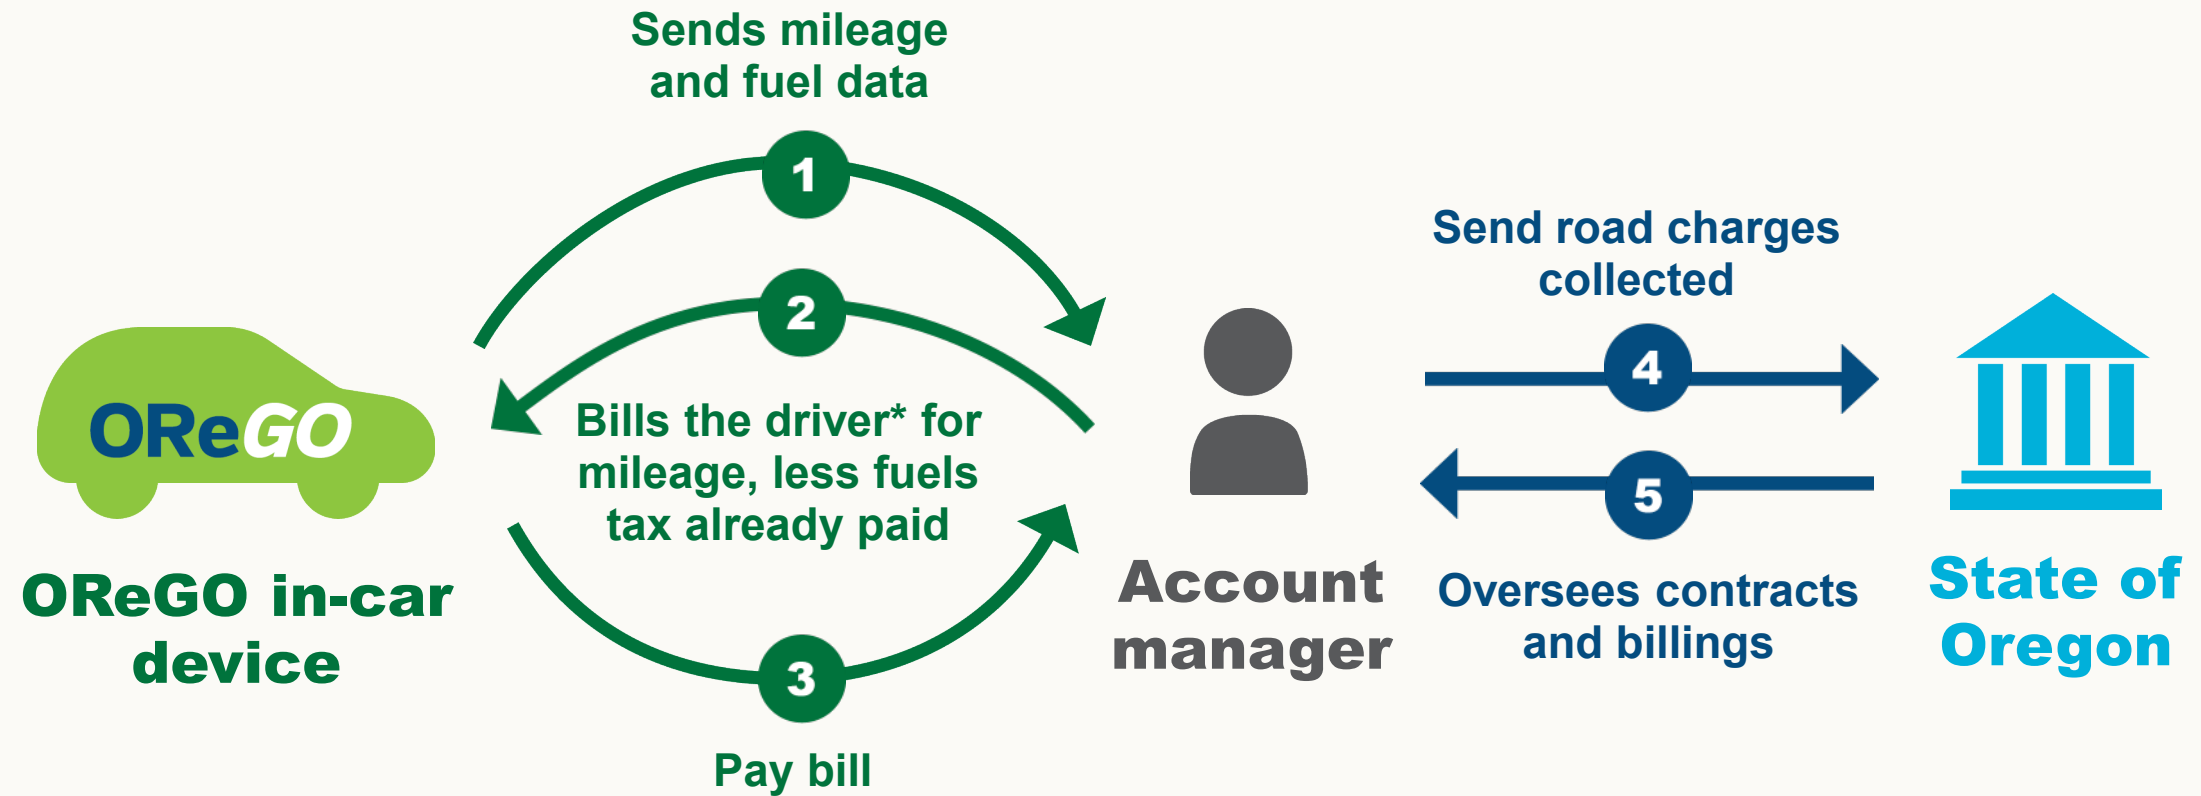 Sends mileage
and fuel data
1
2
Bills the driver* for
mileage, less fuels
tax already paid
3
Pay bill
OReGO
OReGO in-car
device
Account
manager
Send road charges
collected
4
5
Oversees contracts
and billings
State of
Oregon